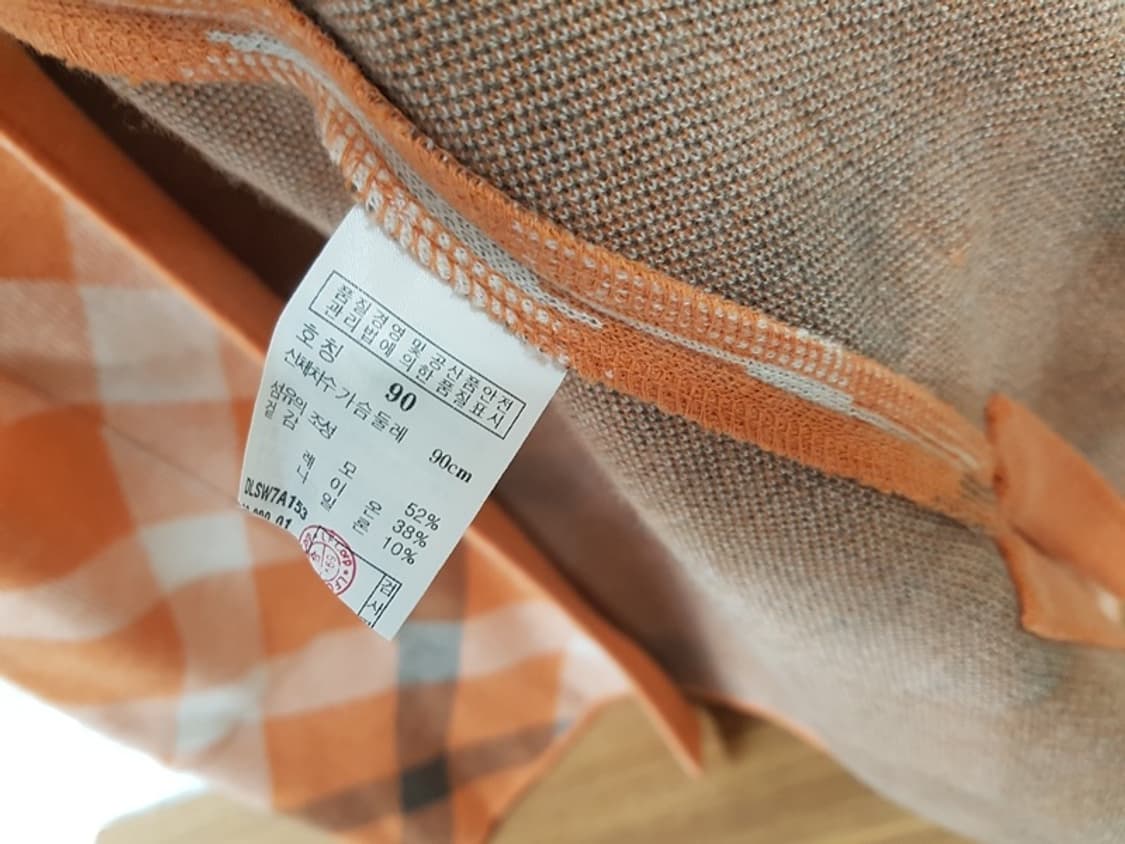 품질경영및공산품안전
관리법에의한품질표시
호칭 90
신체치수 가슴둘레 90cm
섬유의 조성
겉감
모 52%
레이온 38%
나일론 10%
DLSW7A153
01
검사